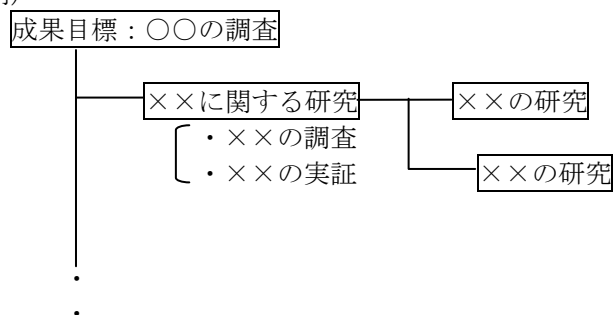 成果目標：○○の調査
××に関する研究
××の研究
・××の調査
・××の実証
××の研究
・
・